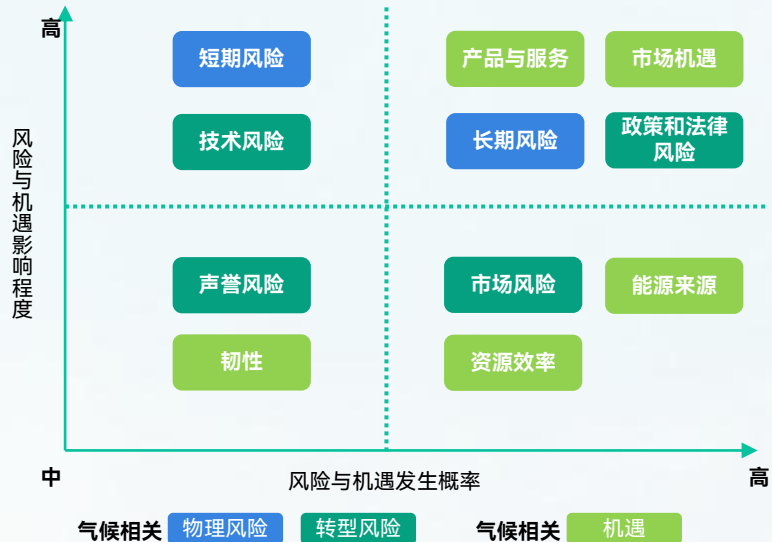 高
短期风险
产品与服务
市场机遇
技术风险
长期风险
政策和法律
风险
风险与机遇影响程度
声誉风险
市场风险
能源来源
韧性
资源效率
中
风险与机遇发生概率
高
气候相关 物理风险 转型风险 气候相关 机遇